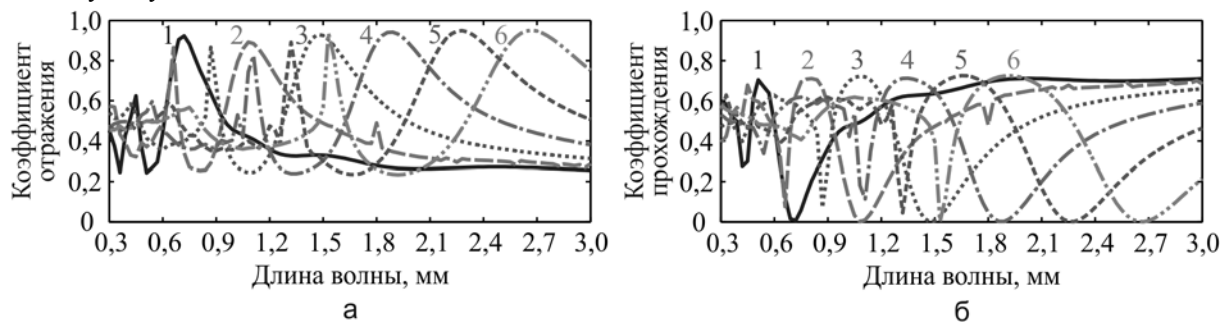 1,0
0,8
0,6
0,4
0,2
0
Коэффициент
отражения
1 2 3 4 5 6
0,3 0,6 0,9 1,2 1,5 1,8 2,1 2,4 2,7 3,0
Длина волны, мм
а
1,0
0,8
0,6
0,4
0,2
0
Коэффициент
прохождения
1 2 3 4 5 6
0,3 0,6 0,9 1,2 1,5 1,8 2,1 2,4 2,7 3,0
Длина волны, мм
б